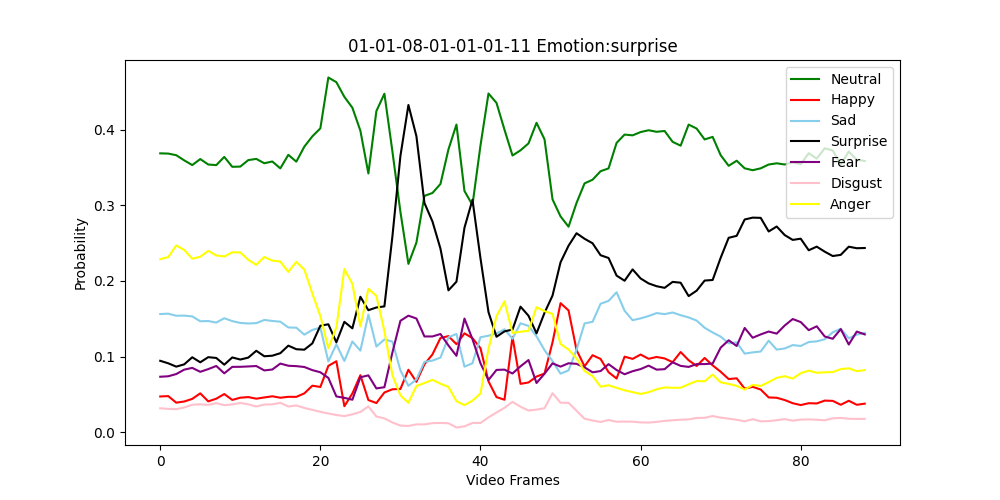 01-01-08-01-01-01-11 Emotion:surprise
Probability
0.4
0.3
0.2
0.1
0.0
0
20
40
60
80
Video Frames
Neutral
Happy
Sad
Surprise
Fear
Disgust
Anger